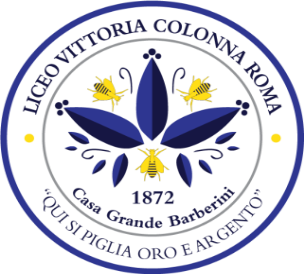 LICEO VITTORIA COLONNA ROMA
1872
Casa Grande Barberini
"QUI SI PIGLIA ORO E ARGENTO"